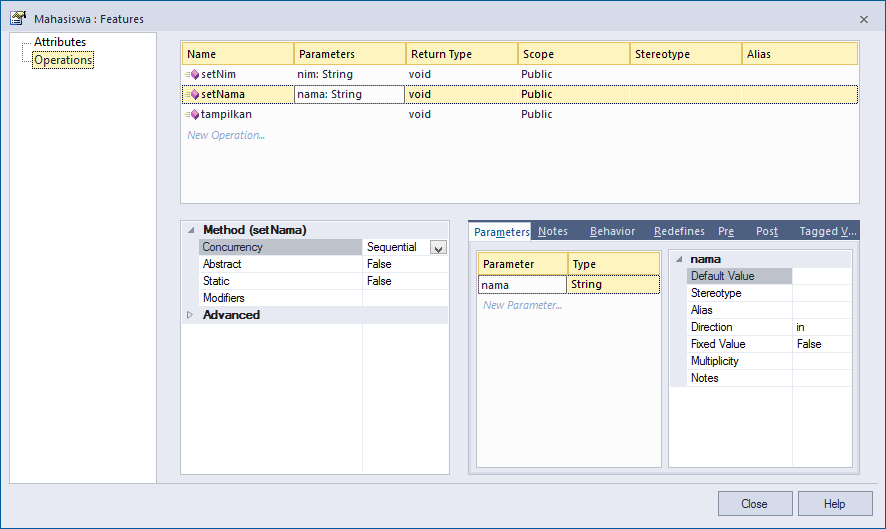 Mahasiswa : Features
Attributes
Operations
Name Parameters Return Type Scope Stereotype Alias
setNim nim: String void Public
setNama nama: String void Public
tampilkan void Public
New Operation...
Method (setNama)
Concurrency Sequential
Abstract False
Static False
Modifiers
Advanced
Parameters Notes Behavior Redefines Pre Post Tagged V...
Parameter Type
nama String
New Parameter...
nama
Default Value
Stereotype
Alias
Direction in
Fixed Value False
Multiplicity
Notes
Close Help